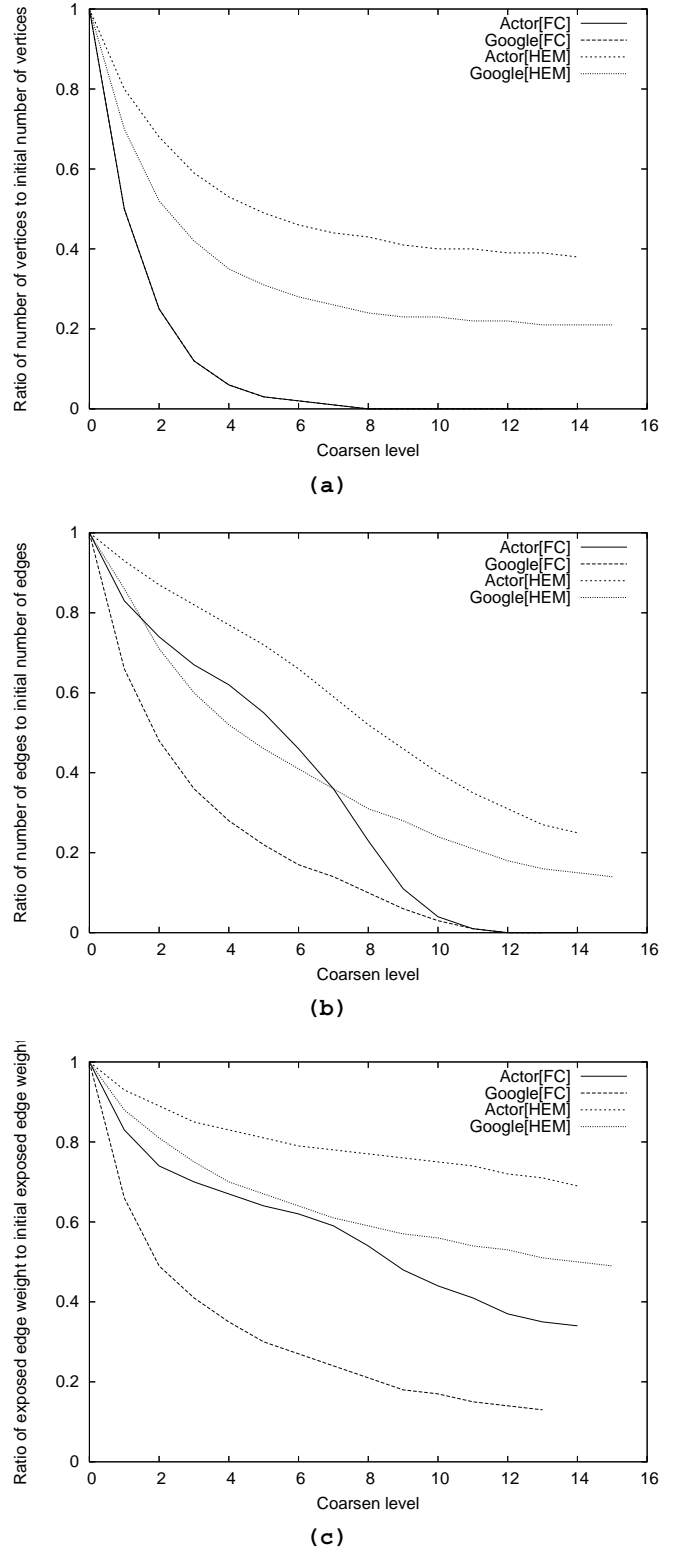 Ratio of number of vertices to initial number of vertices
1
0.8
0.6
0.4
0.2
0
0 2 4 6 8 10 12 14 16
Coarsen level
Actor[FC]
Google[FC]
Actor[HEM]
Google[HEM]
(a)
Ratio of number of edges to initial number of edges
1
0.8
0.6
0.4
0.2
0
0 2 4 6 8 10 12 14 16
Coarsen level
Actor[FC]
Google[FC]
Actor[HEM]
Google[HEM]
(b)
Ratio of exposed edge weight to initial exposed edge weight
1
0.8
0.6
0.4
0.2
0
0 2 4 6 8 10 12 14 16
Coarsen level
Actor[FC]
Google[FC]
Actor[HEM]
Google[HEM]
(c)